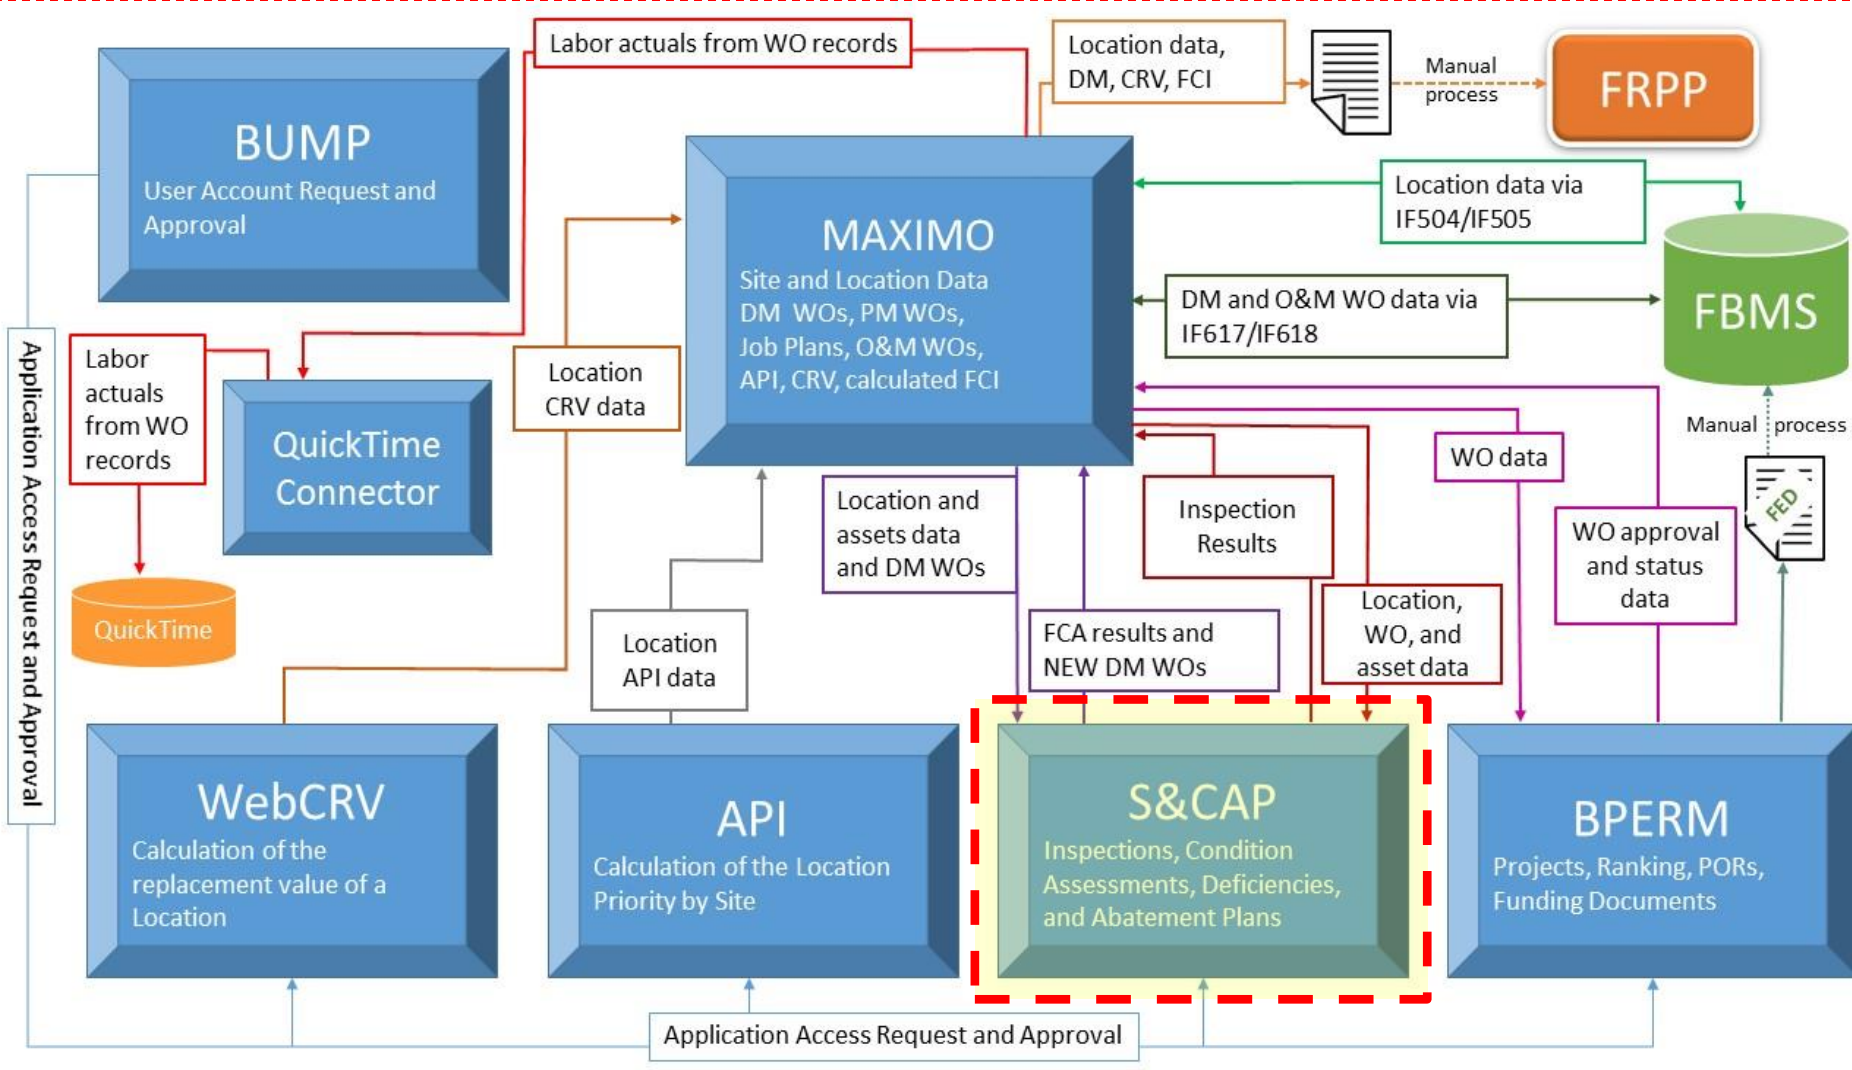 Labor actuals from WO records
Location data,
DM, CRV, FCI
Manual
process
FRPP
BUMP
User Account Request and
Approval
MAXIMO
Site and Location Data
DM WOs, PM WOs,
Job Plans, O&M WOs,
API, CRV, calculated FCI
Location data via
IF504/IF505
DM and O&M WO data via
IF617/IF618
FBMS
Manual process
FED
Application Access Request and Approval
Labor
actuals
from WO
records
QuickTime
Connector
QuickTime
Location
CRV data
Location
API data
Location and
assets data
and DM WOs
FCA results and
NEW DM WOs
Inspection
Results
Location,
WO, and
asset data
WO data
WO approval
and status
data
WebCRV
Calculation of the
replacement value of a
Location
API
Calculation of the Location
Priority by Site
S&CAP
Inspections, Condition
Assessments, Deficiencies,
and Abatement Plans
BPERM
Projects, Ranking, PORs,
Funding Documents
Application Access Request and Approval